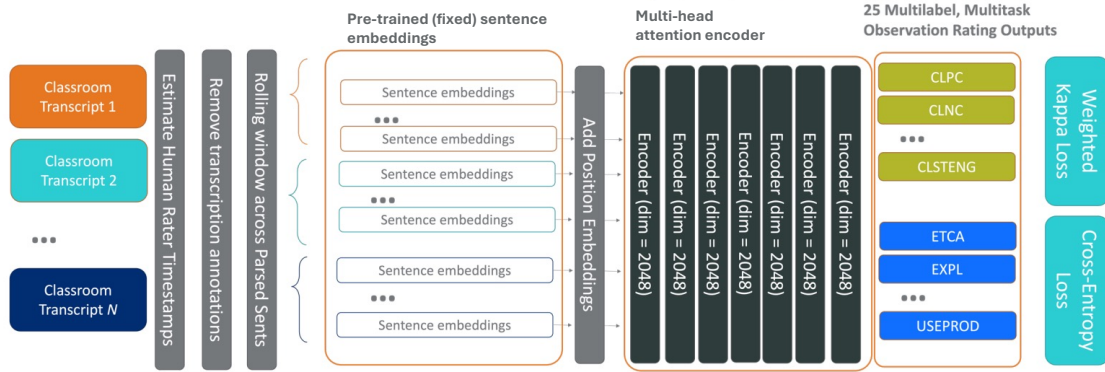 Pre-trained (fixed) sentence
embeddings
Multi-head
attention encoder
25 Multilabel, Multitask
Observation Rating Outputs
Classroom
Transcript 1
Classroom
Transcript 2
Classroom
Transcript N
Estimate Human Rater Timestamps
Remove transcription annotations
Rolling window across Parsed Sents
Sentence embeddings
Sentence embeddings
Sentence embeddings
Sentence embeddings
Sentence embeddings
Sentence embeddings
Add Position Embeddings
Encoder (dim = 2048)
Encoder (dim = 2048)
Encoder (dim = 2048)
Encoder (dim = 2048)
Encoder (dim = 2048)
Encoder (dim = 2048)
Encoder (dim = 2048)
CLPC
CLNC
CLSTENG
ETCA
EXPL
USEPROD
Weighted
Kappa Loss
Cross-Entropy
Loss